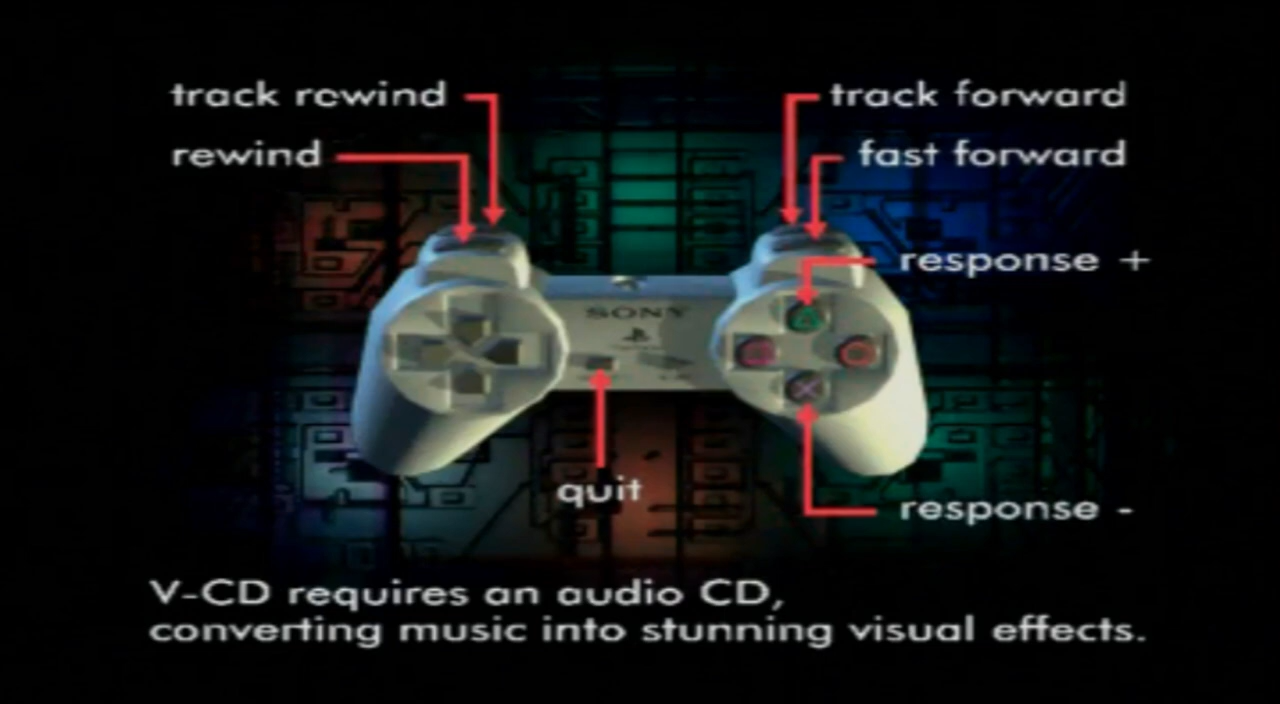 track rewind
track forward
rewind
fast forward
response +
SONY
quit
response -
V-CD requires an audio CD,
converting music into stunning visual effects.